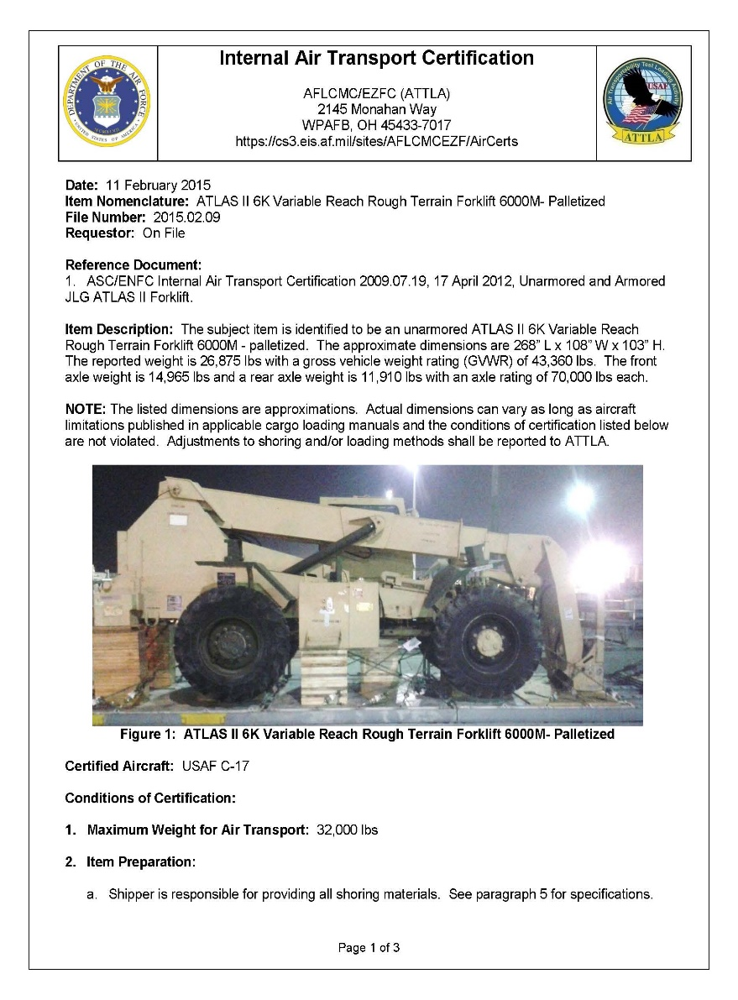 Internal Air Transport Certification
AFLCMC/EZFC (ATTLA)
2145 Monahan Way
WPAFB, OH 45433-7017
https://cs3.eis.af.mil/sites/AFLCMCEZF/AirCerts
DEPARTMENT OF THE AIR FORCE
UNITED STATES OF AMERICA
Air Transportability Test Loading Activity
USAF
ATTLA
Date: 11 February 2015
Item Nomenclature: ATLAS II 6K Variable Reach Rough Terrain Forklift 6000M- Palletized
File Number: 2015.02.09
Requestor: On File
Reference Document:
1. ASC/ENFC Internal Air Transport Certification 2009.07.19, 17 April 2012, Unarmored and Armored
JLG ATLAS II Forklift.
Item Description: The subject item is identified to be an unarmored ATLAS II 6K Variable Reach
Rough Terrain Forklift 6000M - palletized. The approximate dimensions are 268” L x 108” W x 103” H.
The reported weight is 26,875 lbs with a gross vehicle weight rating (GVWR) of 43,360 lbs. The front
axle weight is 14,965 lbs and a rear axle weight is 11,910 lbs with an axle rating of 70,000 lbs each.
NOTE: The listed dimensions are approximations. Actual dimensions can vary as long as aircraft
limitations published in applicable cargo loading manuals and the conditions of certification listed below
are not violated. Adjustments to shoring and/or loading methods shall be reported to ATTLA.
Figure 1: ATLAS II 6K Variable Reach Rough Terrain Forklift 6000M- Palletized
Certified Aircraft: USAF C-17
Conditions of Certification:
1. Maximum Weight for Air Transport: 32,000 lbs
2. Item Preparation:
a. Shipper is responsible for providing all shoring materials. See paragraph 5 for specifications.
Page 1 of 3